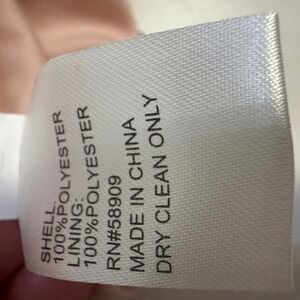 SHELL:
100%POLYESTER
LINING:
100%POLYESTER
RN#58909
MADE IN CHINA
DRY CLEAN ONLY